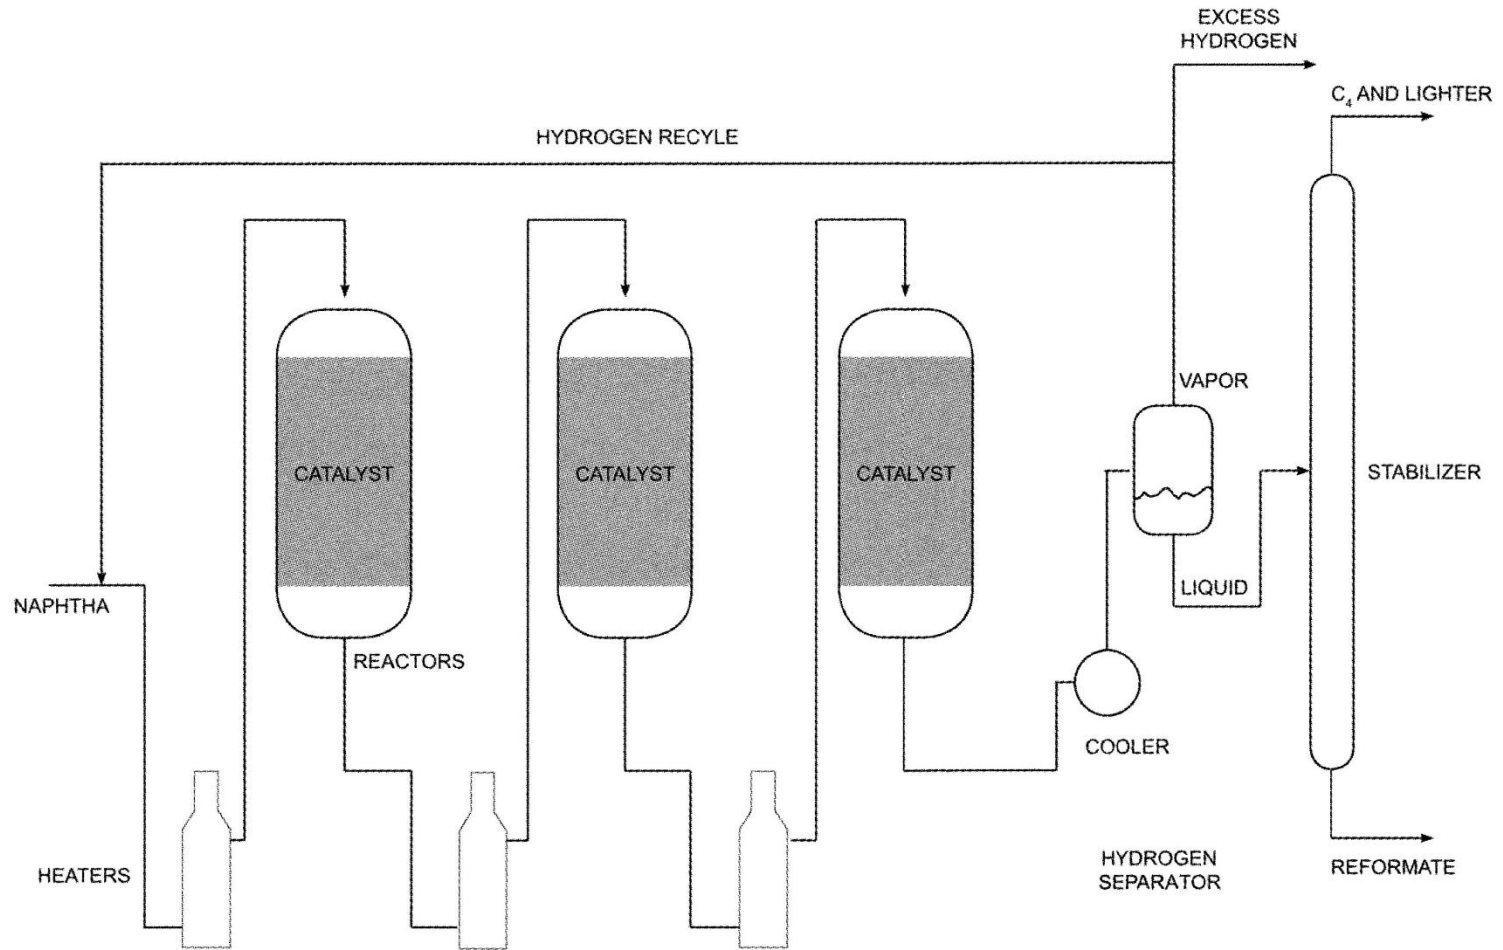 EXCESS
HYDROGEN
C₄ AND LIGHTER
HYDROGEN RECYLE
VAPOR
CATALYST
CATALYST
CATALYST
STABILIZER
LIQUID
NAPHTHA
REACTORS
COOLER
HYDROGEN
SEPARATOR
REFORMATE
HEATERS